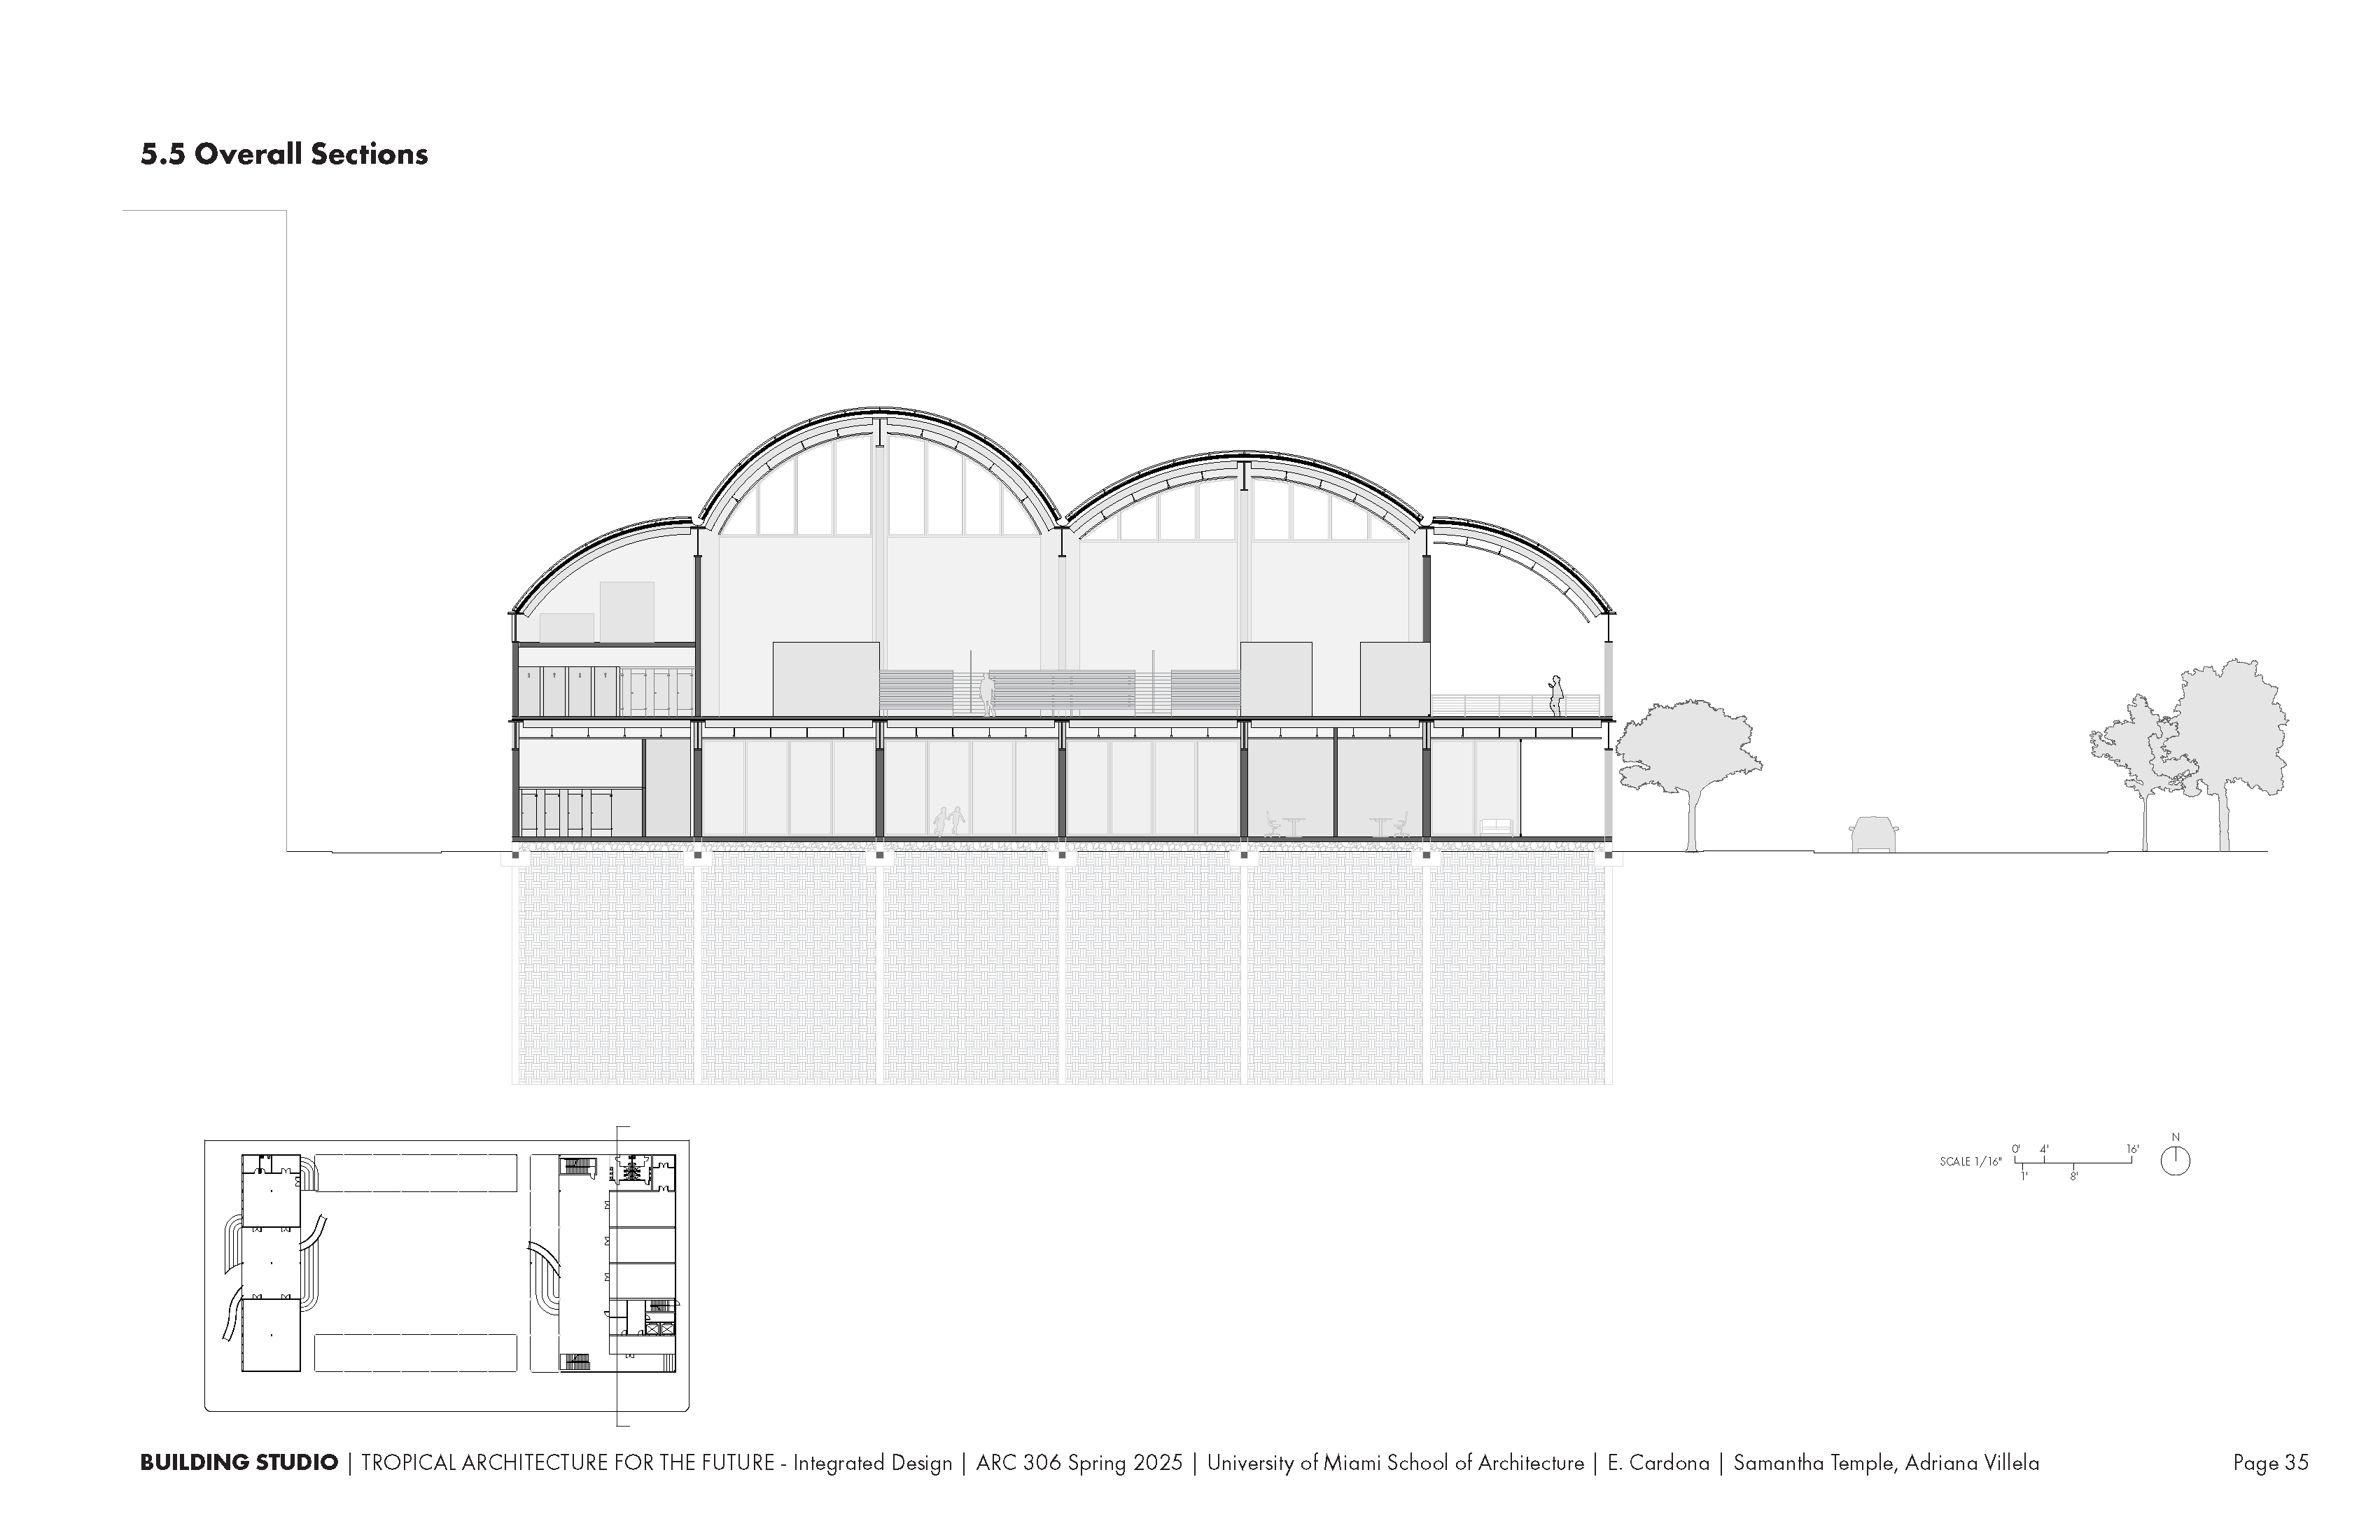 5.5 Overall Sections
N
SCALE 1/16" 0' 4' 16'
1' 8'
BUILDING STUDIO | TROPICAL ARCHITECTURE FOR THE FUTURE - Integrated Design | ARC 306 Spring 2025 | University of Miami School of Architecture | E. Cardona | Samantha Temple, Adriana Villela Page 35